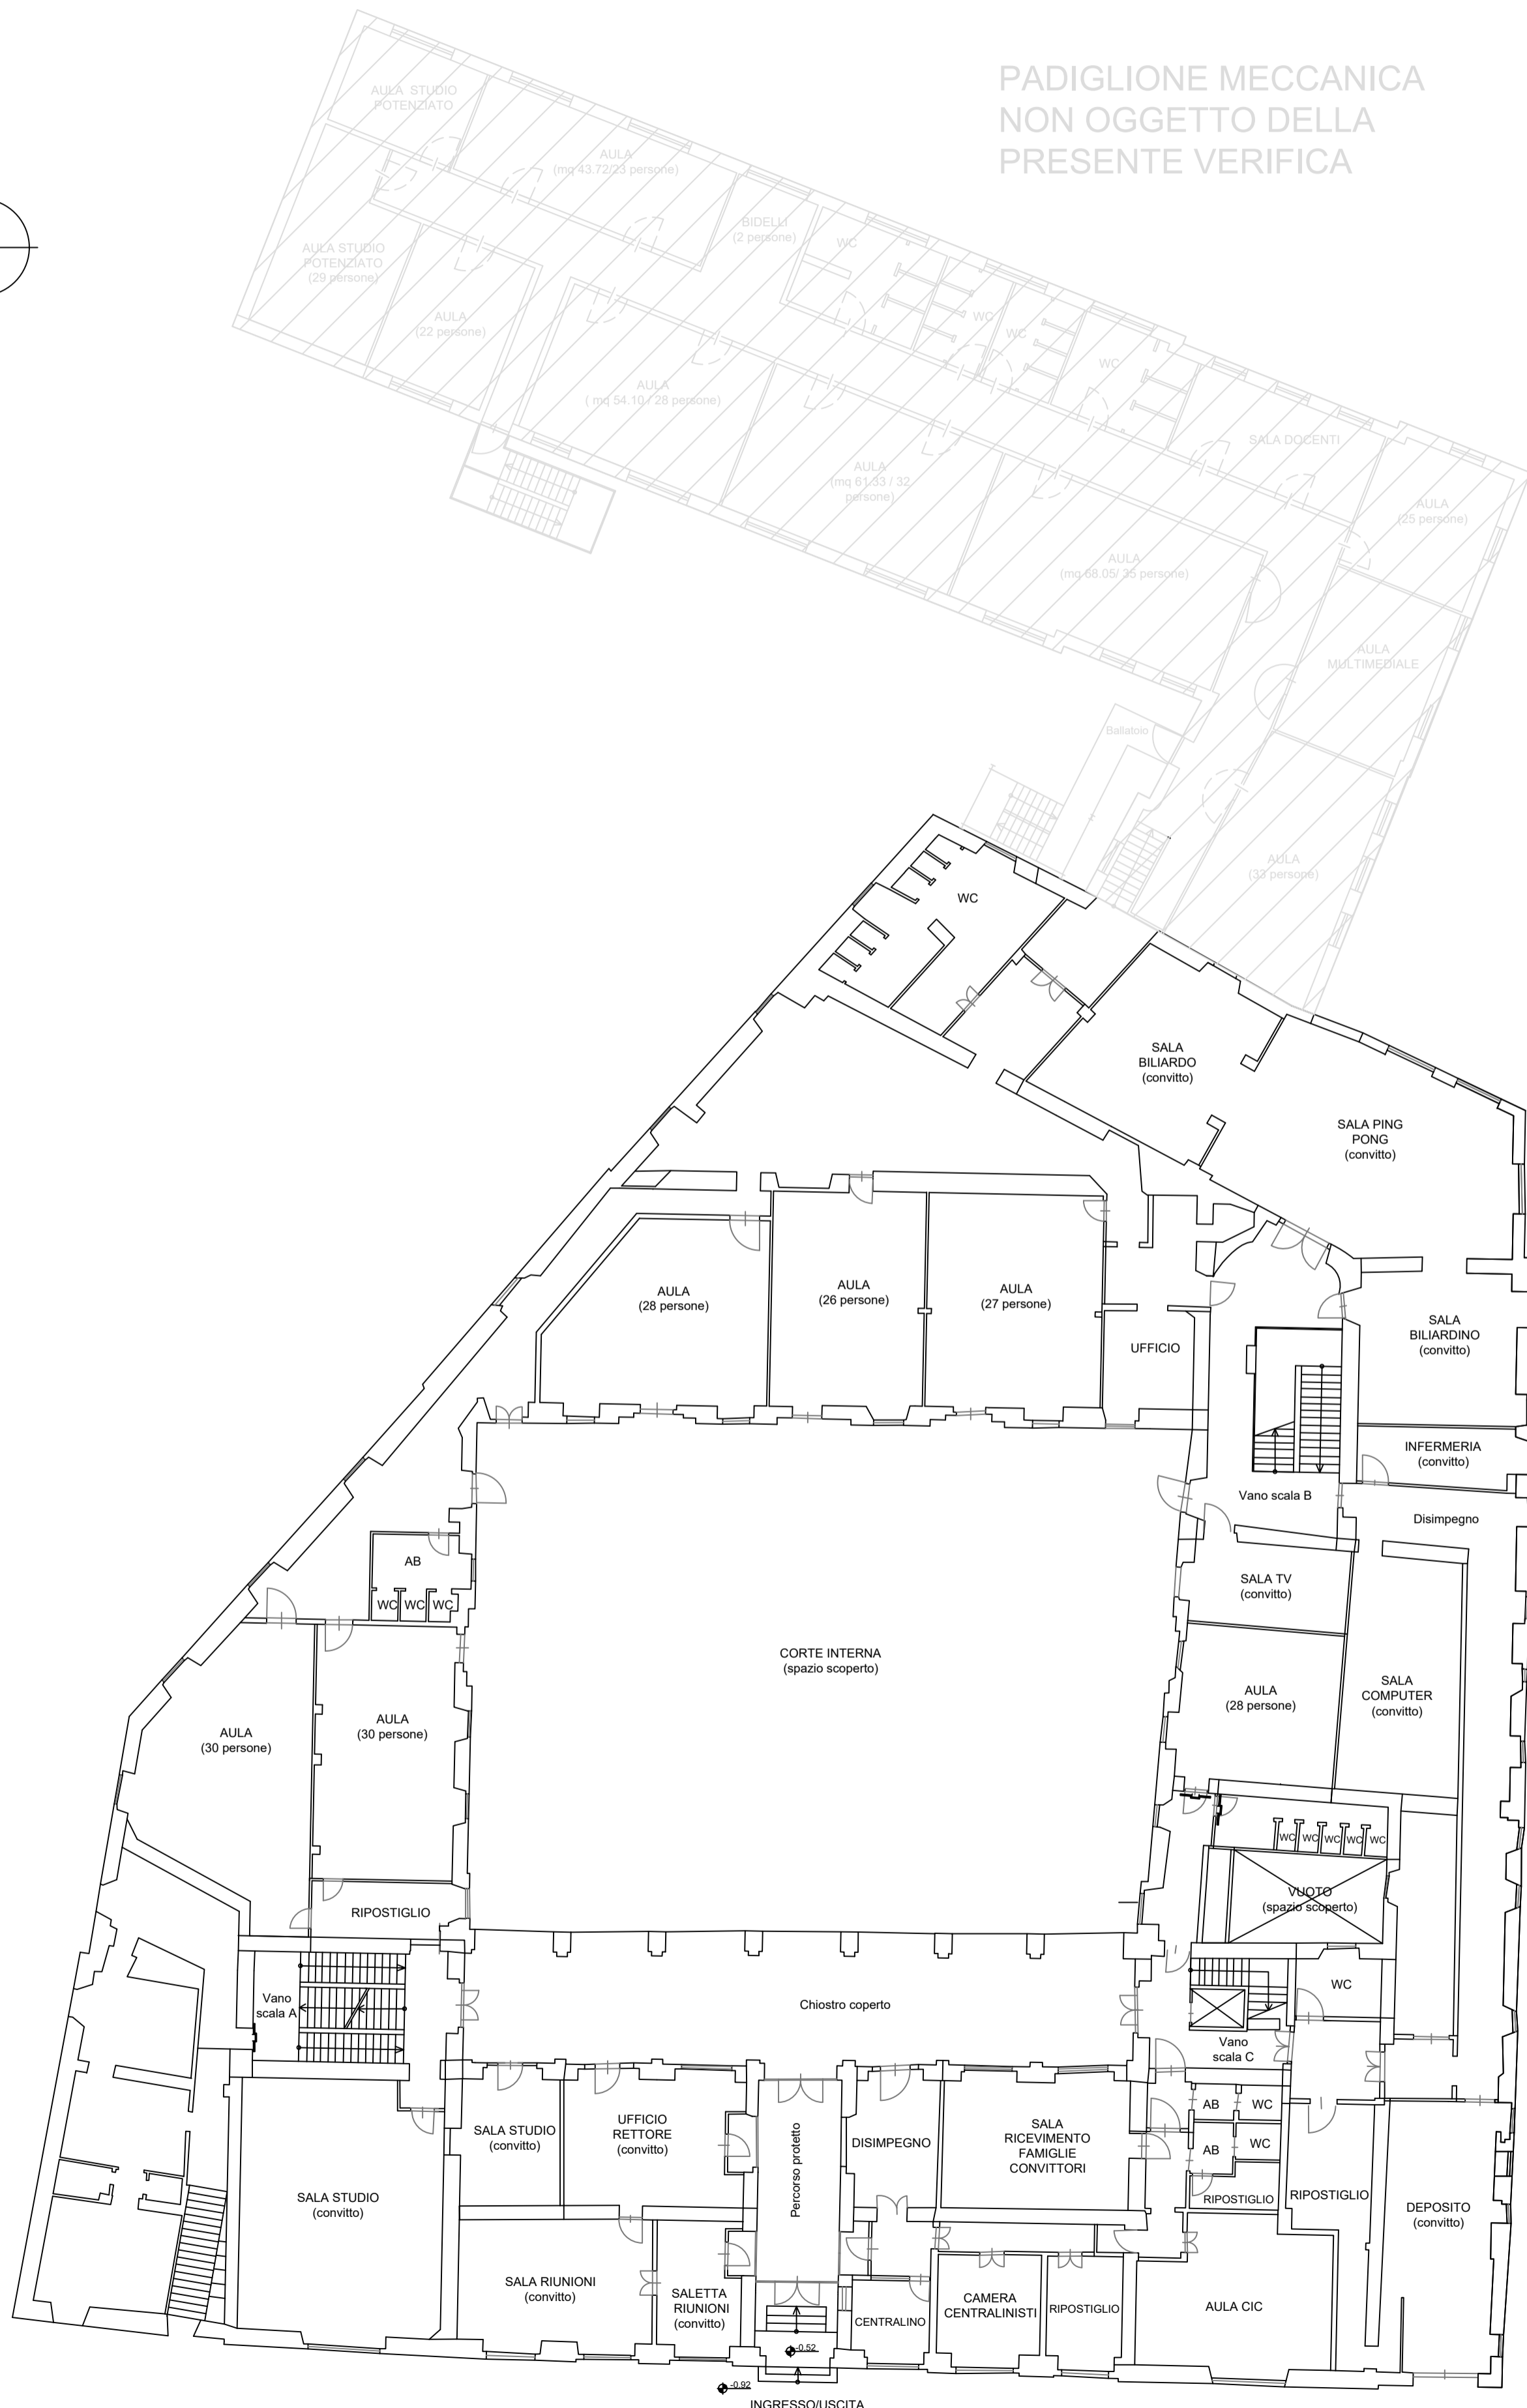 PADIGLIONE MECCANICA
NON OGGETTO DELLA
PRESENTE VERIFICA
AULA STUDIO
POTENZIATO
AULA
(mq 43.72/23 persone)
BIDELLI
(2 persone)
WC
AULA STUDIO
POTENZIATO
(29 persone)
AULA
(22 persone)
WC
WC
WC
AULA
( mq 54.10 / 28 persone)
SALA DOCENTI
AULA
(mq 61.33 / 32
persone)
AULA
(25 persone)
AULA
(mq 68.05/ 35 persone)
AULA
MULTIMEDIALE
Ballatoio
AULA
(33 persone)
WC
SALA
BILIARDO
(convitto)
SALA PING
PONG
(convitto)
AULA
(28 persone)
AULA
(26 persone)
AULA
(27 persone)
UFFICIO
SALA
BILIARDINO
(convitto)
INFERMERIA
(convitto)
Vano scala B
Disimpegno
AB
WC
WC
WC
SALA TV
(convitto)
CORTE INTERNA
(spazio scoperto)
AULA
(28 persone)
SALA
COMPUTER
(convitto)
AULA
(30 persone)
AULA
(30 persone)
WC
WC
WC
WC
WC
VUOTO
(spazio scoperto)
RIPOSTIGLIO
WC
Vano
scala A
Chiostro coperto
Vano
scala C
AB
WC
SALA STUDIO
(convitto)
UFFICIO
RETTORE
(convitto)
Percorso protetto
DISIMPEGNO
SALA
RICEVIMENTO
FAMIGLIE
CONVITTORI
AB
WC
SALA STUDIO
(convitto)
RIPOSTIGLIO
RIPOSTIGLIO
DEPOSITO
(convitto)
SALA RIUNIONI
(convitto)
SALETTA
RIUNIONI
(convitto)
CENTRALINO
CAMERA
CENTRALINISTI
RIPOSTIGLIO
AULA CIC
-0.52
-0.92
INGRESSO/USCITA